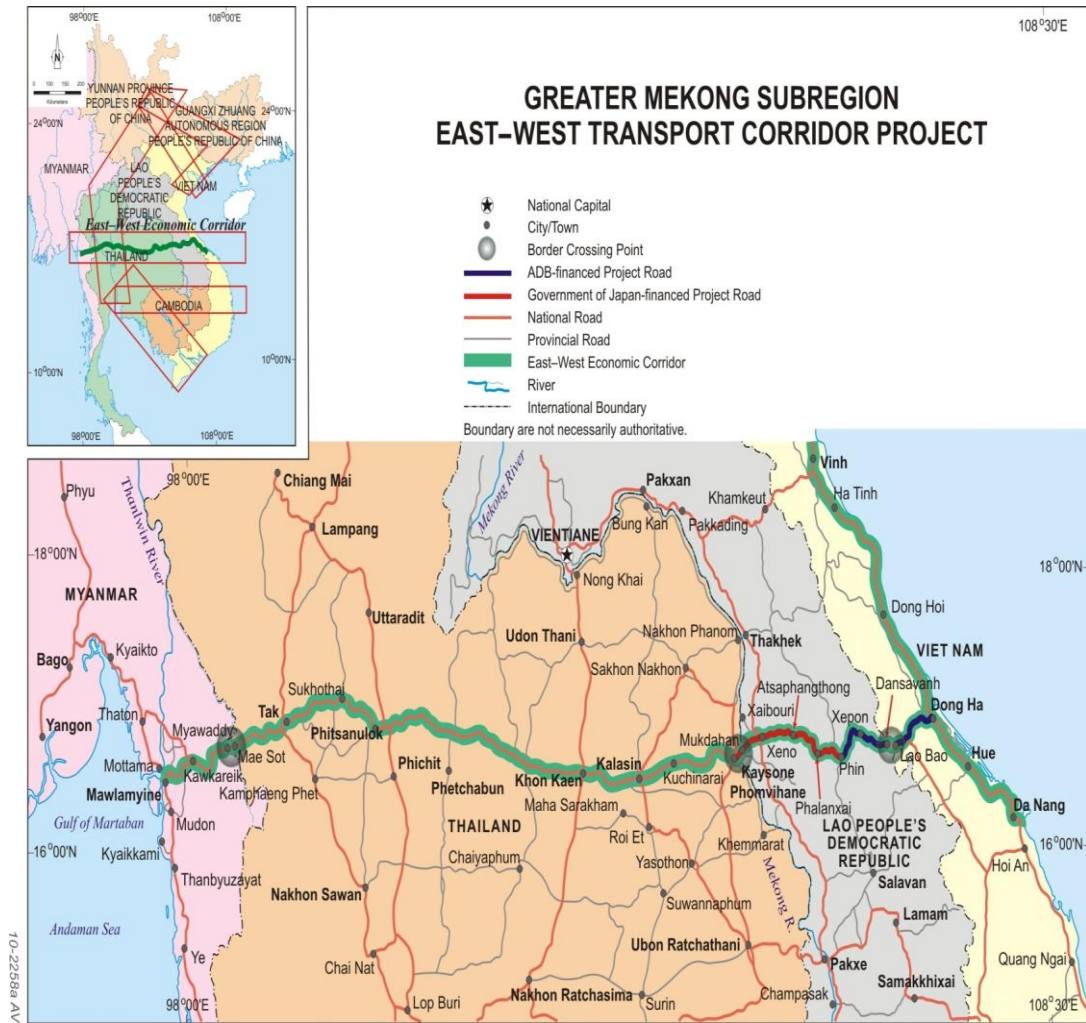 98°00'E
108°00'E
N
0 100 150 200
Kilometers
YUNNAN PROVINCE
PEOPLE'S REPUBLIC
OF CHINA
GUANGXI ZHUANG
AUTONOMOUS REGION
PEOPLE'S REPUBLIC OF CHINA
24°00'N
24°00'N
MYANMAR
LAO
PEOPLE'S
DEMOCRATIC
REPUBLIC
VIET NAM
East–West Economic Corridor
THAILAND
CAMBODIA
10°00'N
10°00'N
98°00'E
108°00'E
108°30'E
GREATER MEKONG SUBREGION
EAST–WEST TRANSPORT CORRIDOR PROJECT
National Capital
City/Town
Border Crossing Point
ADB-financed Project Road
Government of Japan-financed Project Road
National Road
Provincial Road
East–West Economic Corridor
River
International Boundary
Boundary are not necessarily authoritative.
98°00'E
Phyu
Thanlwin River
Chiang Mai
Lampang
Mekong River
Pakxan
Bung Kan
Pakkading
Khamkeut
Vinh
Ha Tinh
VIENTIANE
Nong Khai
18°00'N
18°00'N
MYANMAR
Uttaradit
Udon Thani
Nakhon Phanom
Thakhek
Dong Hoi
VIET NAM
Bago
Kyaikto
Sakhon Nakhon
Atsaphangthong
Dansavanh
Sukhothai
Yangon
Thaton
Tak
Xaibouri
Xepon
Dong Ha
Myawaddy
Mae Sot
Phitsanulok
Mukdahan
Xeno
Lao Bao
Hue
Mottama
Kawkareik
Kamphaeng Phet
Phichit
Phetchabun
Khon Kaen
Kalasin
Kuchinarai
Kaysone
Phomvihane
Phin
Phalanxai
Mawlamyine
Mudon
Gulf of Martaban
Maha Sarakham
Da Nang
THAILAND
Roi Et
Khemmarat
LAO PEOPLE'S
DEMOCRATIC
REPUBLIC
16°00'N
16°00'N
Kyaikkami
Thanbyuzayat
Chaiyaphum
Yasothon
Mekong R.
Salavan
Hoi An
Nakhon Sawan
Suwannaphum
Lamam
Andaman Sea
Ye
Chai Nat
Ubon Ratchathani
Pakxe
Quang Ngai
Lop Buri
Nakhon Ratchasima
Surin
Champasak
Samakkhixai
98°00'E
108°30'E
10-2258a AV